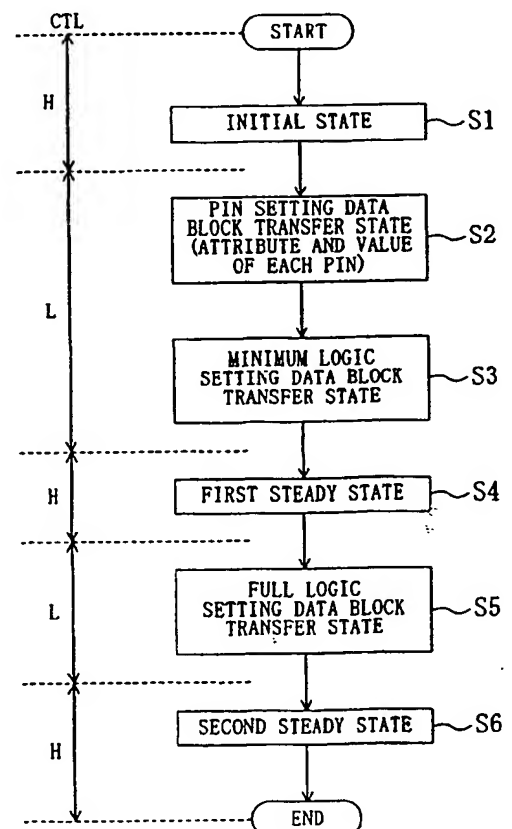 CTL
START
H
INITIAL STATE
S1
PIN SETTING DATA
BLOCK TRANSFER STATE
(ATTRIBUTE AND VALUE
OF EACH PIN)
S2
L
MINIMUM LOGIC
SETTING DATA BLOCK
TRANSFER STATE
S3
H
FIRST STEADY STATE
S4
L
FULL LOGIC
SETTING DATA BLOCK
TRANSFER STATE
S5
H
SECOND STEADY STATE
S6
END